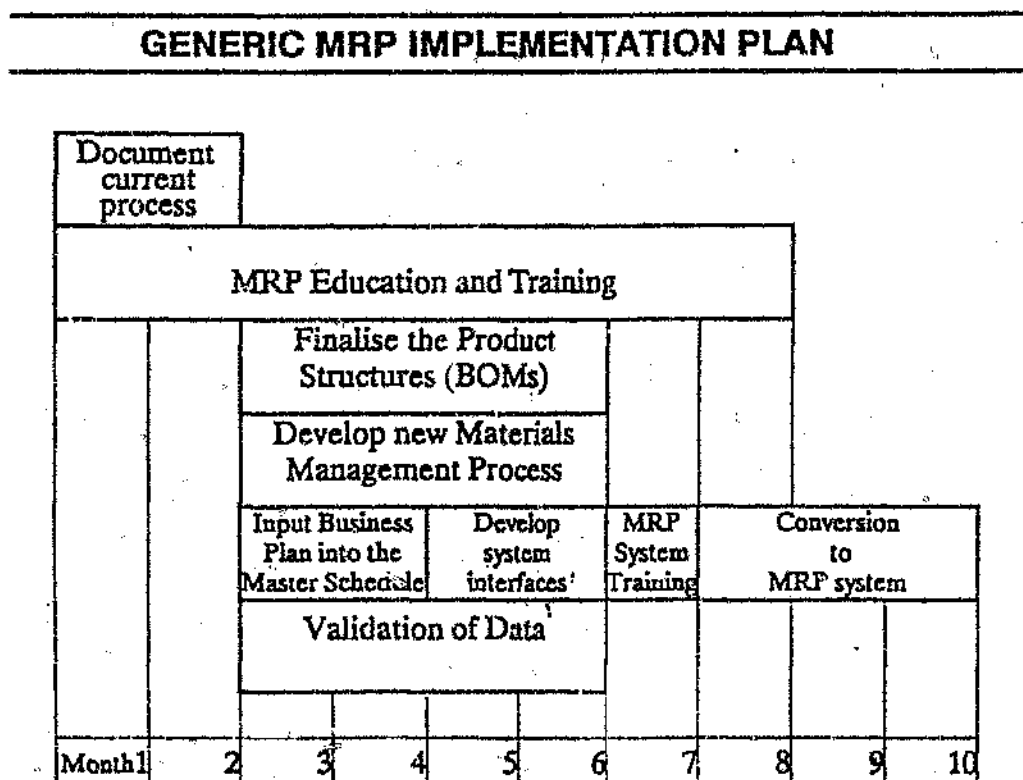 GENERIC MRP IMPLEMENTATION PLAN
Document
current
process
MRP Education and Training
Finalise the Product
Structures (BOMs)
Develop new Materials
Management Process
Input Business
Plan into the
Master Schedule
Develop
system
interfaces
MRP
System
Training
Conversion
to
MRP system
Validation of Data
Month1 2 3 4 5 6 7 8 9 10